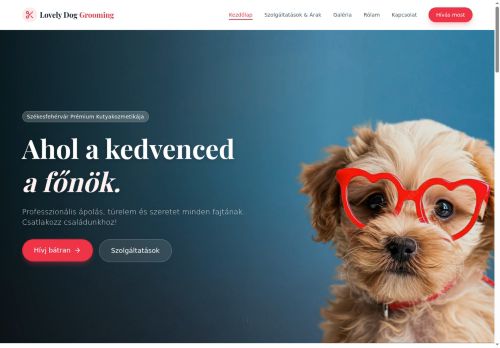 Lovely Dog Grooming
Kezdőlap
Szolgáltatások & Árak
Galéria
Rólam
Kapcsolat
Hívás most
Székesfehérvár Prémium Kutyakozmetikája
Ahol a kedvenced
a főnök.
Professzionális ápolás, türelem és szeretet minden fajtának.
Csatlakozz családunkhoz!
Hívj bátran →
Szolgáltatások